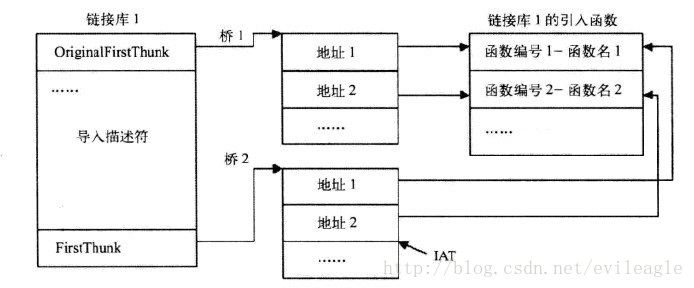 链接库 1
链接库 1 的引入函数
桥 1
OriginalFirstThunk
地址 1
函数编号 1- 函数名 1
……
地址 2
函数编号 2- 函数名 2
……
……
导入描述符
桥 2
地址 1
地址 2
FirstThunk
……
IAT
http://blog.csdn.net/evileagle